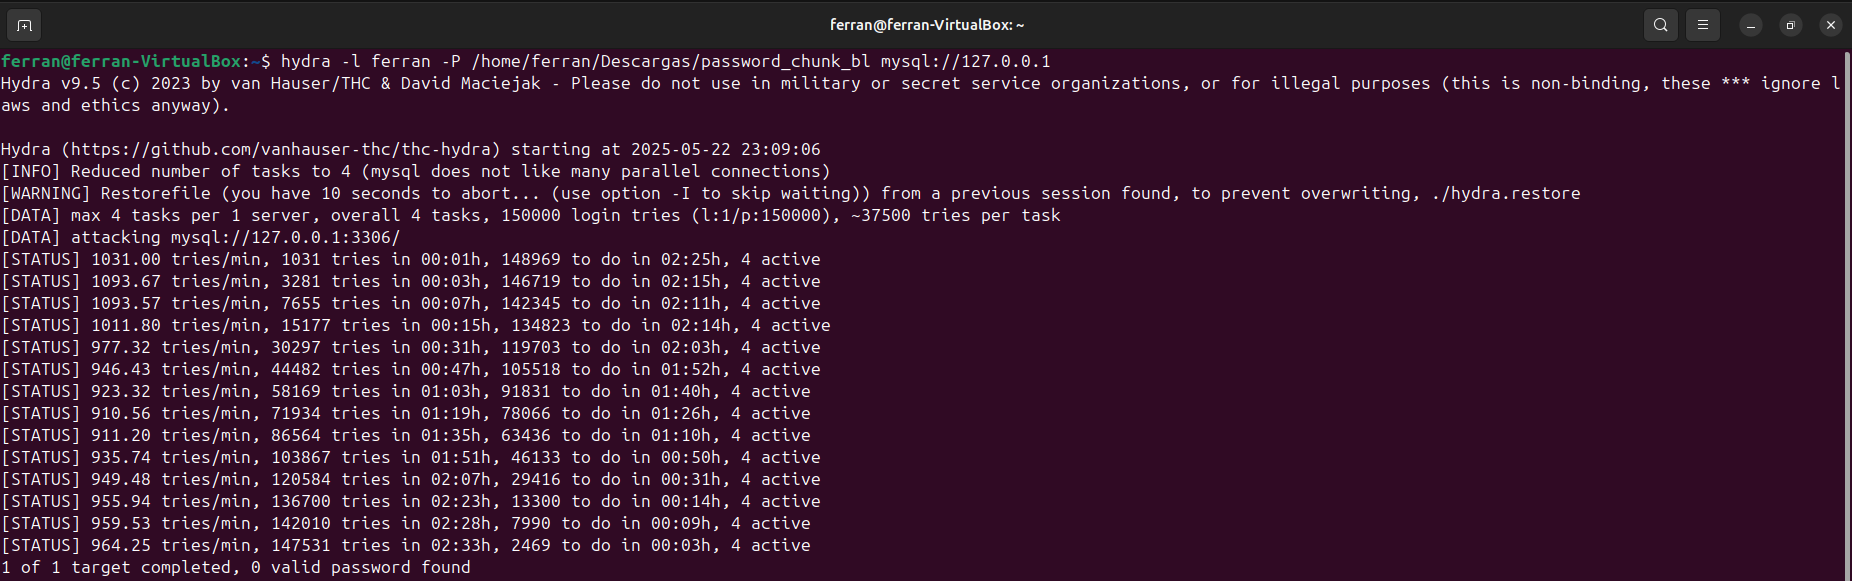 ferran@ferran-VirtualBox: ~
ferran@ferran-VirtualBox:~$ hydra -l ferran -P /home/ferran/Descargas/password_chunk_bl mysql://127.0.0.1
Hydra v9.5 (c) 2023 by van Hauser/THC & David Maciejak - Please do not use in military or secret service organizations, or for illegal purposes (this is non-binding, these *** ignore l
aws and ethics anyway).
Hydra (https://github.com/vanhauser-thc/thc-hydra) starting at 2025-05-22 23:09:06
[INFO] Reduced number of tasks to 4 (mysql does not like many parallel connections)
[WARNING] Restorefile (you have 10 seconds to abort... (use option -I to skip waiting)) from a previous session found, to prevent overwriting, ./hydra.restore
[DATA] max 4 tasks per 1 server, overall 4 tasks, 150000 login tries (l:1/p:150000), ~37500 tries per task
[DATA] attacking mysql://127.0.0.1:3306/
[STATUS] 1031.00 tries/min, 1031 tries in 00:01h, 148969 to do in 02:25h, 4 active
[STATUS] 1093.67 tries/min, 3281 tries in 00:03h, 146719 to do in 02:15h, 4 active
[STATUS] 1093.57 tries/min, 7655 tries in 00:07h, 142345 to do in 02:11h, 4 active
[STATUS] 1011.80 tries/min, 15177 tries in 00:15h, 134823 to do in 02:14h, 4 active
[STATUS] 977.32 tries/min, 30297 tries in 00:31h, 119703 to do in 02:03h, 4 active
[STATUS] 946.43 tries/min, 44482 tries in 00:47h, 105518 to do in 01:52h, 4 active
[STATUS] 923.32 tries/min, 58169 tries in 01:03h, 91831 to do in 01:40h, 4 active
[STATUS] 910.56 tries/min, 71934 tries in 01:19h, 78066 to do in 01:26h, 4 active
[STATUS] 911.20 tries/min, 86564 tries in 01:35h, 63436 to do in 01:10h, 4 active
[STATUS] 935.74 tries/min, 103867 tries in 01:51h, 46133 to do in 00:50h, 4 active
[STATUS] 949.48 tries/min, 120584 tries in 02:07h, 29416 to do in 00:31h, 4 active
[STATUS] 955.94 tries/min, 136700 tries in 02:23h, 13300 to do in 00:14h, 4 active
[STATUS] 959.53 tries/min, 142010 tries in 02:28h, 7990 to do in 00:09h, 4 active
[STATUS] 964.25 tries/min, 147531 tries in 02:33h, 2469 to do in 00:03h, 4 active
1 of 1 target completed, 0 valid password found